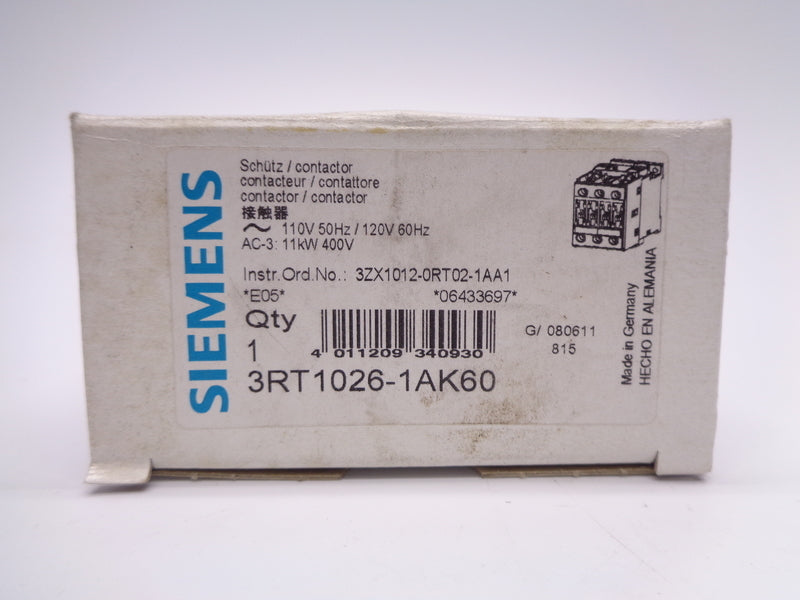 SIEMENS
Schütz / contactor
contacteur / contattore
contactor / contactor
接触器
~ 110V 50Hz / 120V 60Hz
AC-3: 11kW 400V
Instr.Ord.No.: 3ZX1012-0RT02-1AA1
*E05* *06433697*
Qty
1
4 011209 340930
G/ 080611
815
3RT1026-1AK60
Made in Germany
HECHO EN ALEMANIA